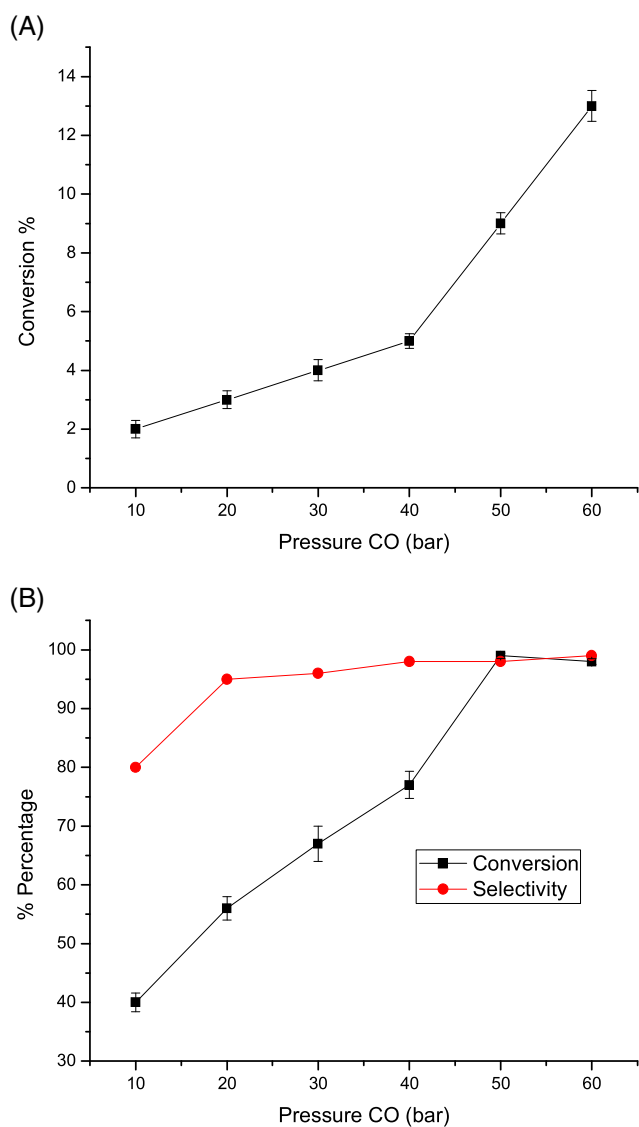 (A)
14
12
10
8
6
4
2
0
Conversion %
10 20 30 40 50 60
Pressure CO (bar)
(B)
100
90
80
70
60
50
40
30
% Percentage
Conversion
Selectivity
10 20 30 40 50 60
Pressure CO (bar)